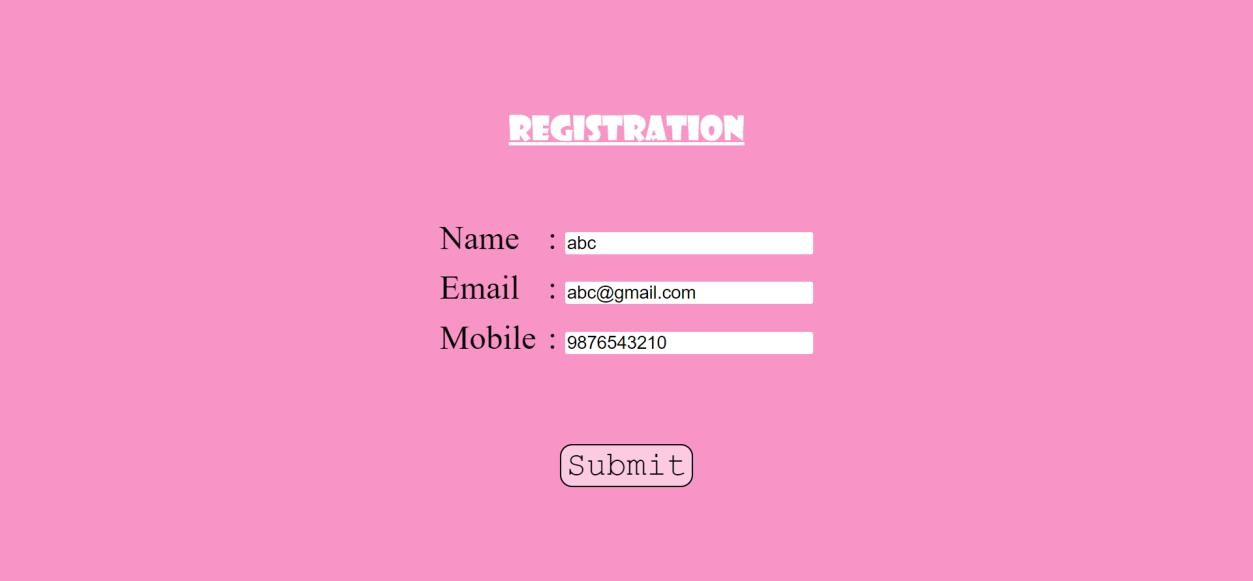 REGISTRATION
Name : abc
Email : abc@gmail.com
Mobile : 9876543210
Submit